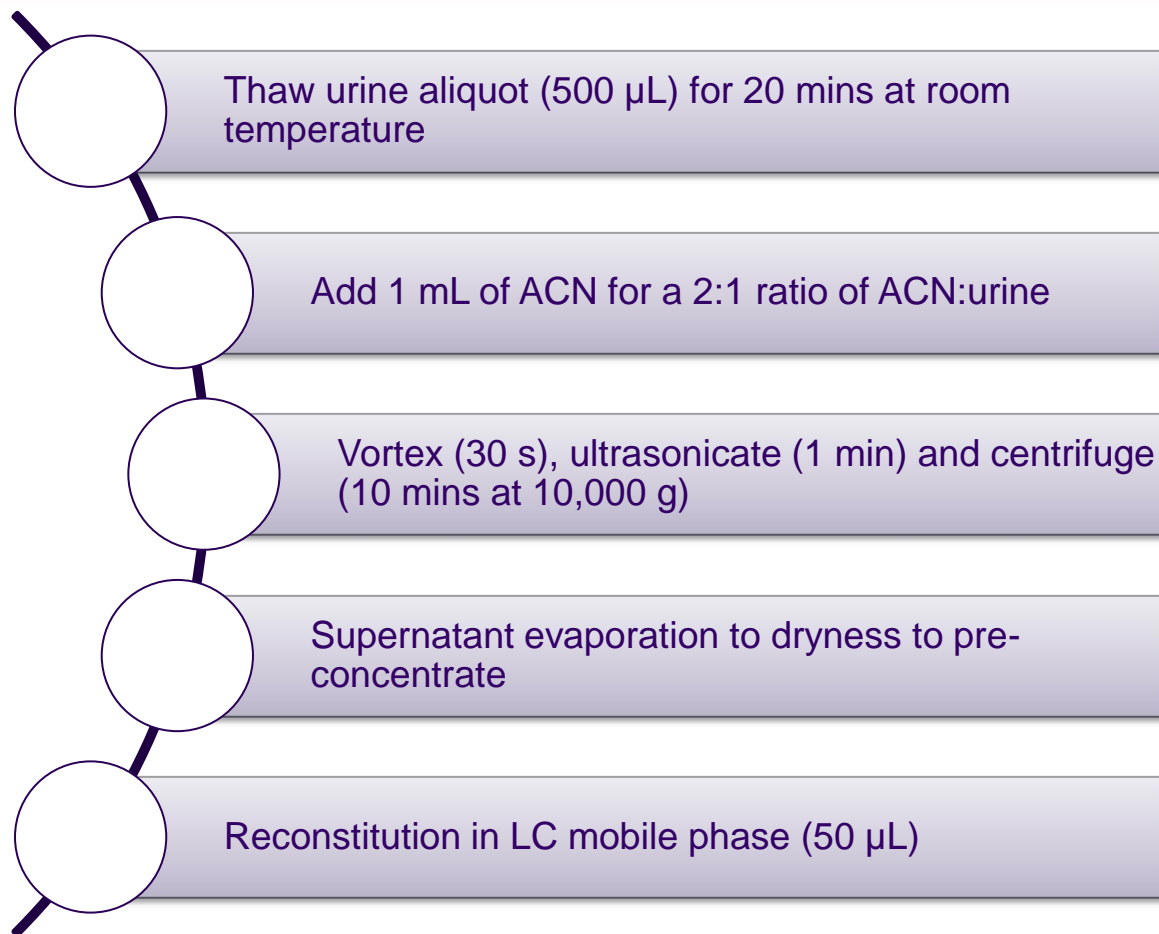 Thaw urine aliquot (500 µL) for 20 mins at room
temperature
Add 1 mL of ACN for a 2:1 ratio of ACN:urine
Vortex (30 s), ultrasonicate (1 min) and centrifuge
(10 mins at 10,000 g)
Supernatant evaporation to dryness to pre-
concentrate
Reconstitution in LC mobile phase (50 µL)